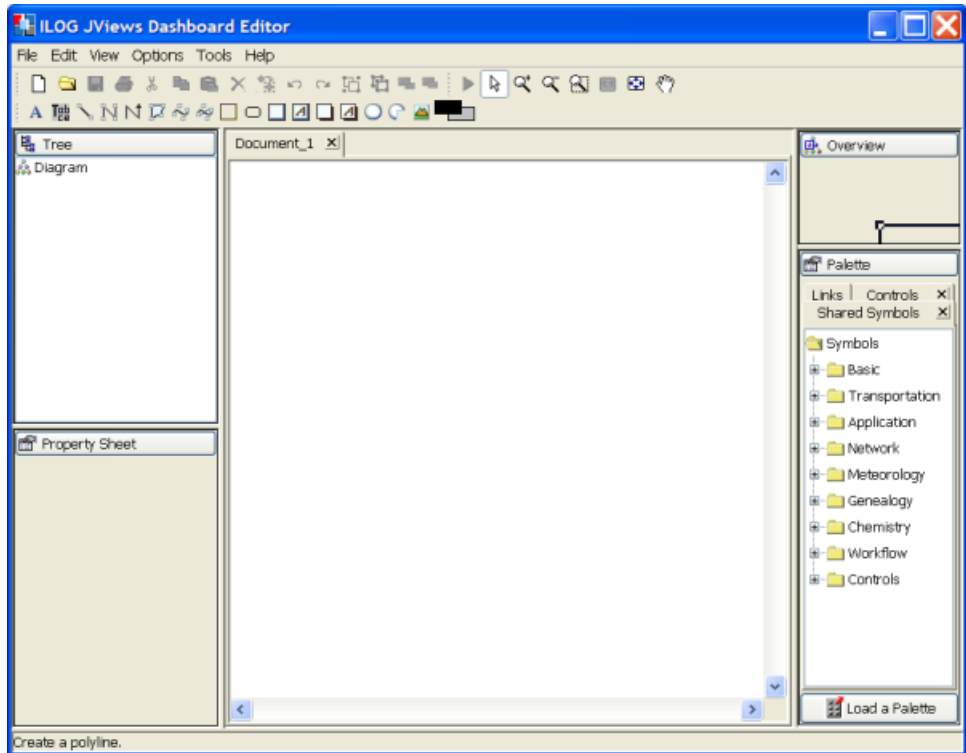 ILOG JViews Dashboard Editor
File Edit View Options Tools Help
Tree
Diagram
Property Sheet
Document_1
Overview
Palette
Links Controls
Shared Symbols
Symbols
Basic
Transportation
Application
Network
Meteorology
Genealogy
Chemistry
Workflow
Controls
Load a Palette
Create a polyline.